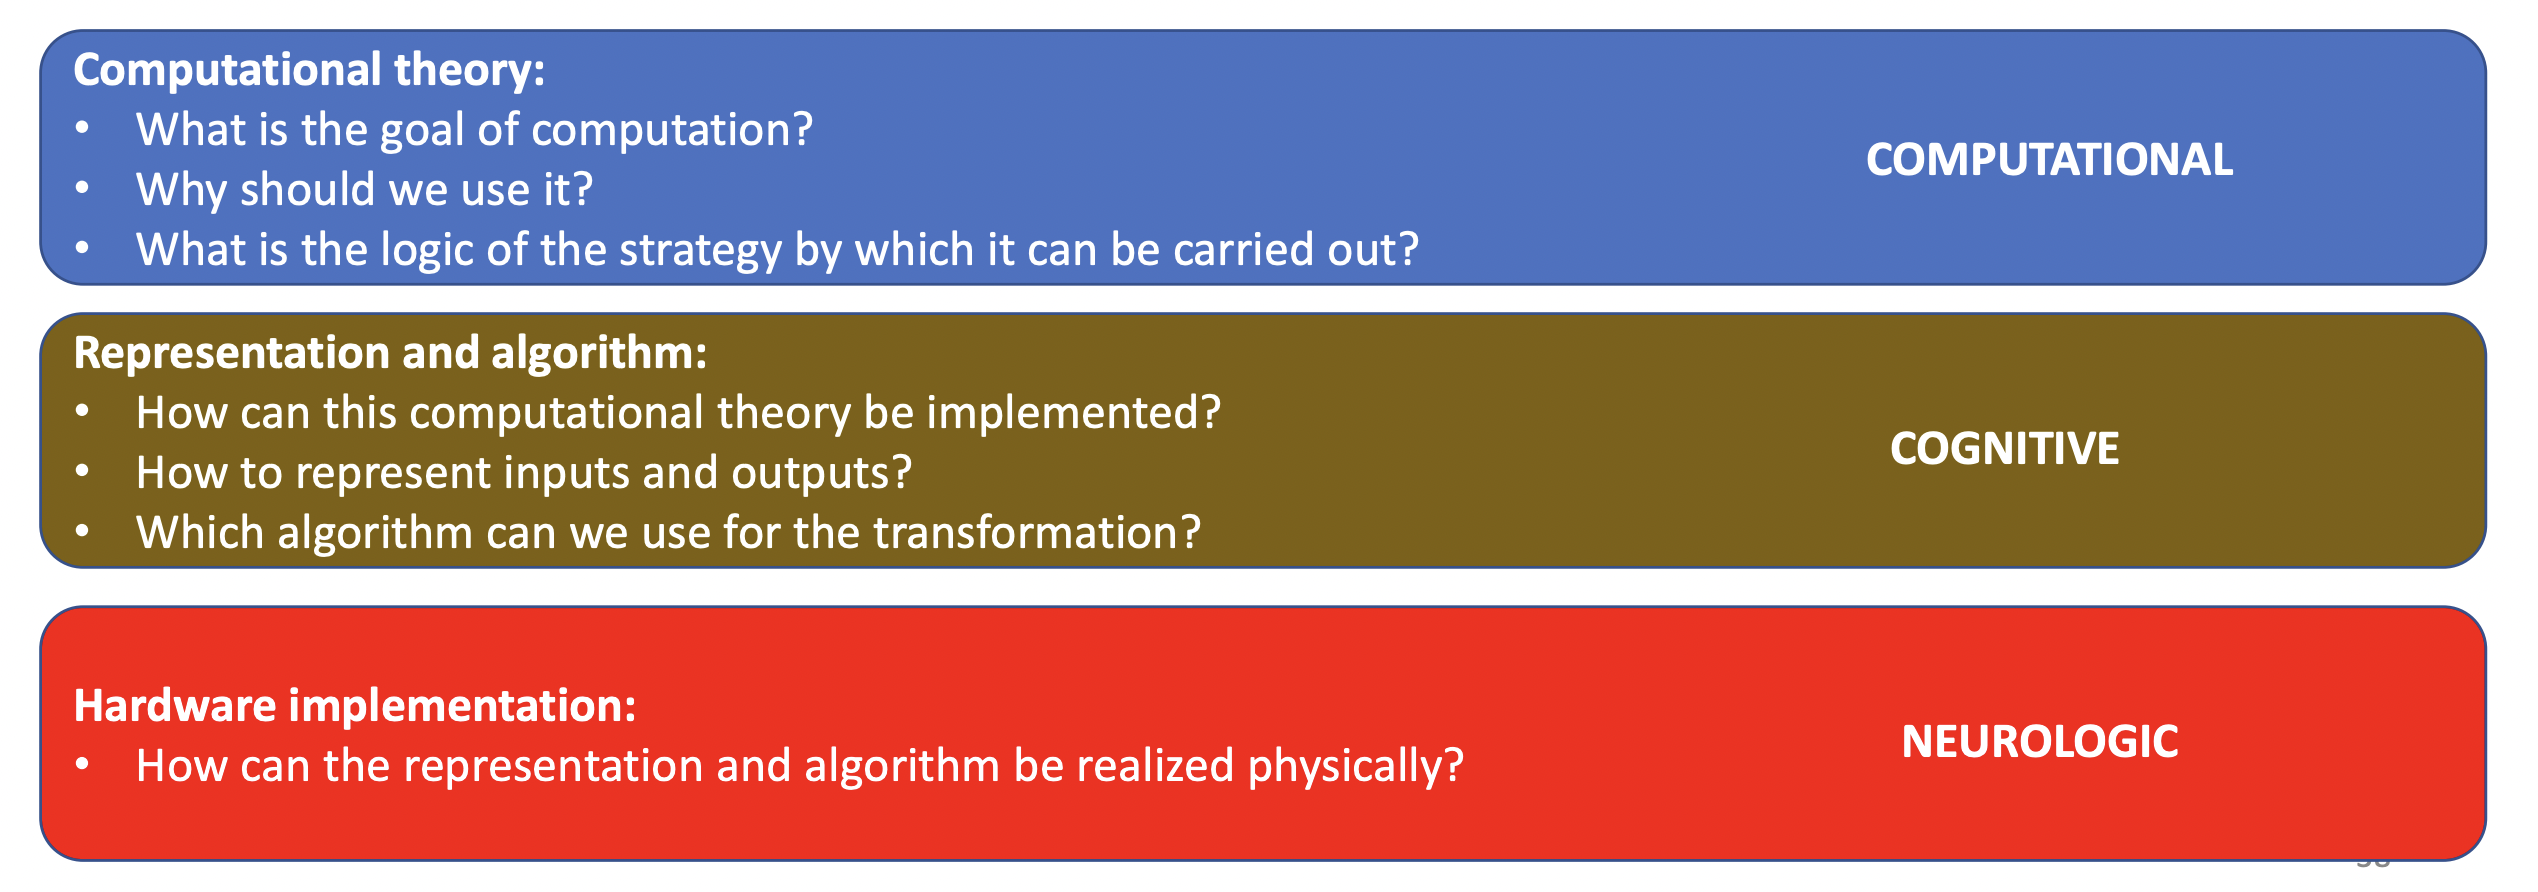 Computational theory:
• What is the goal of computation?
• Why should we use it?
• What is the logic of the strategy by which it can be carried out?
COMPUTATIONAL
Representation and algorithm:
• How can this computational theory be implemented?
• How to represent inputs and outputs?
• Which algorithm can we use for the transformation?
COGNITIVE
Hardware implementation:
• How can the representation and algorithm be realized physically?
NEUROLOGIC